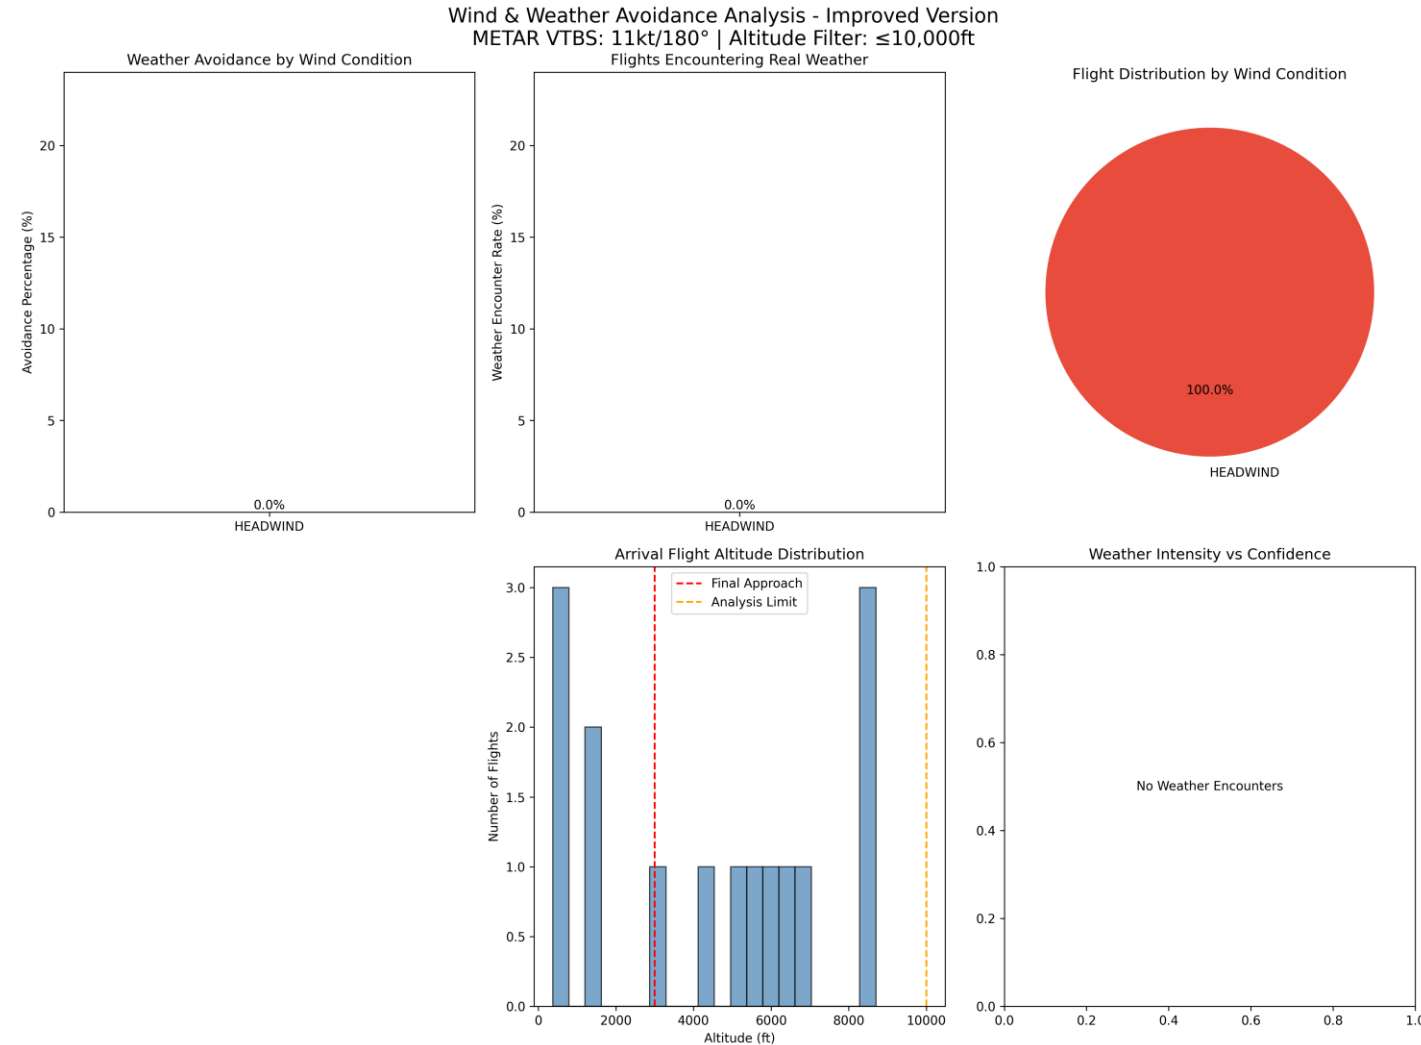 Wind & Weather Avoidance Analysis - Improved Version
METAR VTBS: 11kt/180° | Altitude Filter: ≤10,000ft
Weather Avoidance by Wind Condition
Avoidance Percentage (%)
20
15
10
5
0
0.0%
HEADWIND
Flights Encountering Real Weather
Weather Encounter Rate (%)
20
15
10
5
0
0.0%
HEADWIND
Flight Distribution by Wind Condition
100.0%
HEADWIND
Arrival Flight Altitude Distribution
Final Approach
Analysis Limit
Number of Flights
3.0
2.5
2.0
1.5
1.0
0.5
0.0
0 2000 4000 6000 8000 10000
Altitude (ft)
Weather Intensity vs Confidence
1.0
0.8
0.6
0.4
0.2
0.0
No Weather Encounters
0.0 0.2 0.4 0.6 0.8 1.0